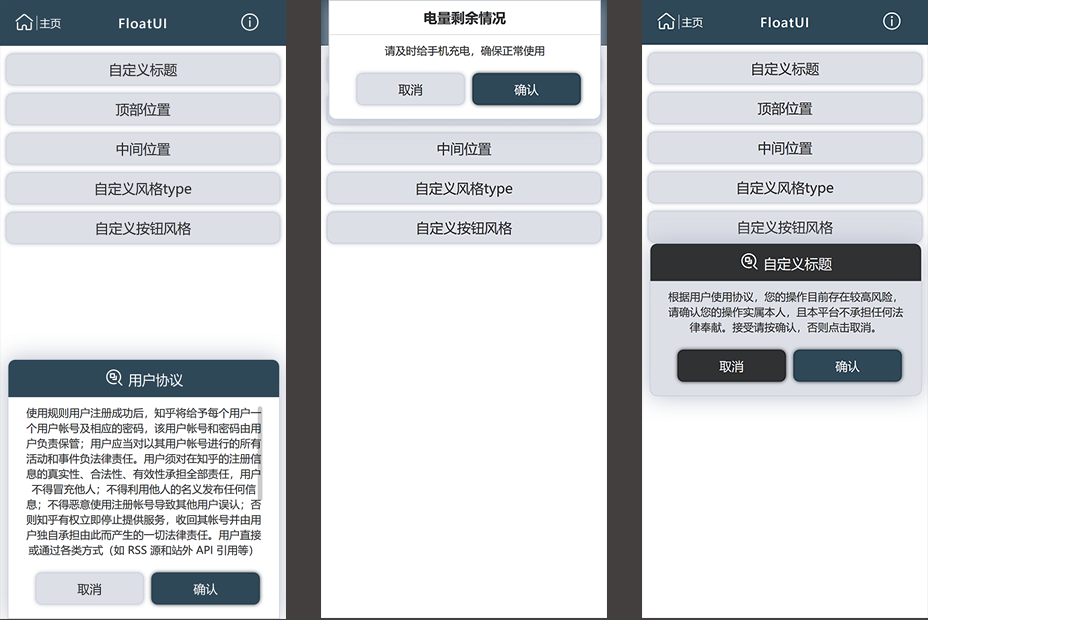 主页
FloatUI
自定义标题
顶部位置
中间位置
自定义风格type
自定义按钮风格
用户协议
使用规则用户注册成功后，知乎将给予每个用户一
个用户帐号及相应的密码，该用户帐号和密码由用
户负责保管；用户应当对以其用户帐号进行的所有
活动和事件负法律责任。用户须对在知乎的注册信
息的真实性、合法性、有效性承担全部责任，用户
不得冒充他人；不得利用他人的名义发布任何信
息；不得恶意使用注册帐号导致其他用户误认；否
则知乎有权立即停止提供服务，收回其帐号并由用
户独自承担由此而产生的一切法律责任。用户直接
或通过各类方式（如 RSS 源和站外 API 引用等）
取消
确认
电量剩余情况
请及时给手机充电，确保正常使用
取消
确认
中间位置
自定义风格type
自定义按钮风格
主页
FloatUI
自定义标题
顶部位置
中间位置
自定义风格type
自定义按钮风格
自定义标题
根据用户使用协议，您的操作目前存在较高风险，
请确认您的操作实属本人，且本平台不承担任何法
律奉献。接受请按确认，否则点击取消。
取消
确认